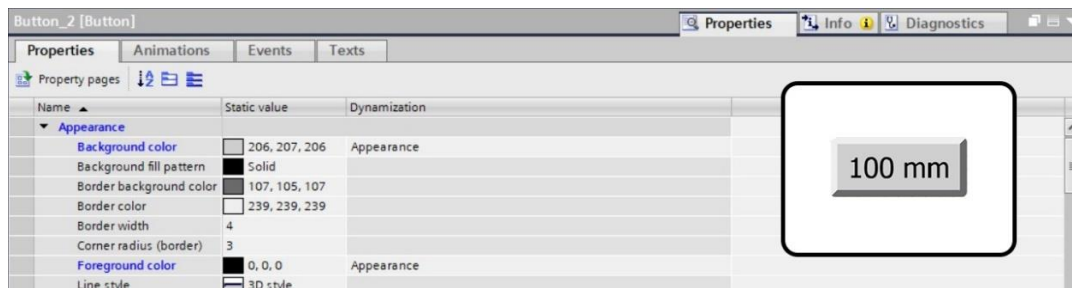 Button_2 [Button] Properties Info Diagnostics
Properties Animations Events Texts
Property pages
Name Static value Dynamization
Appearance
Background color 206, 207, 206 Appearance
Background fill pattern Solid
Border background color 107, 105, 107
Border color 239, 239, 239
Border width 4
Corner radius (border) 3
Foreground color 0, 0, 0 Appearance
Line style 3D style
100 mm